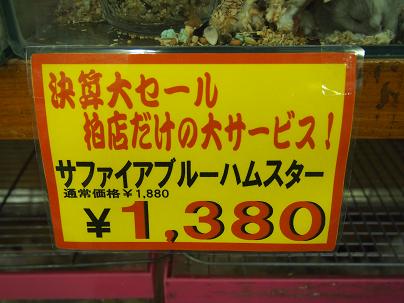 決算大セール
柏店だけの大サービス!
サファイアブルーハムスター
通常価格¥1,880
¥1,380